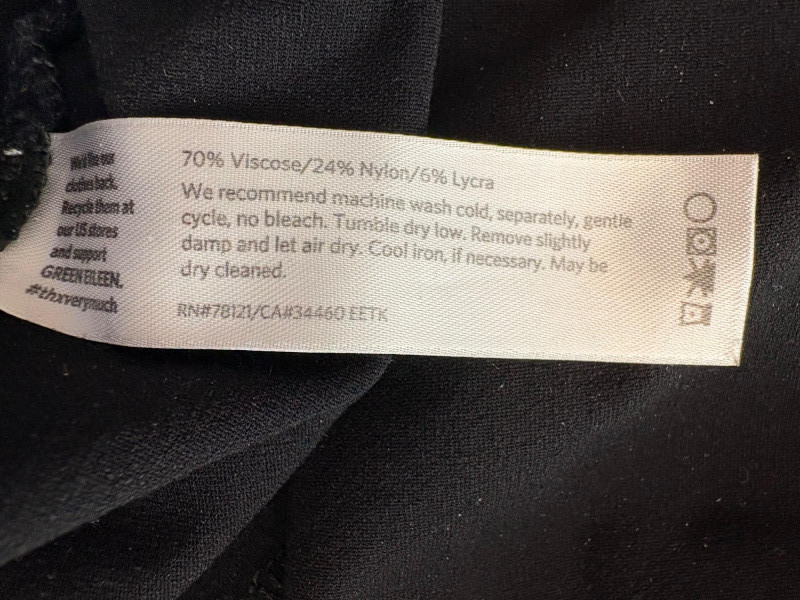 We'd like our
clothes back.
Recycle them at
our US stores
and support
GREEN EILEEN.
#thxverymuch
70% Viscose/24% Nylon/6% Lycra
We recommend machine wash cold, separately, gentle
cycle, no bleach. Tumble dry low. Remove slightly
damp and let air dry. Cool iron, if necessary. May be
dry cleaned.
RN#78121/CA#34460 EETK